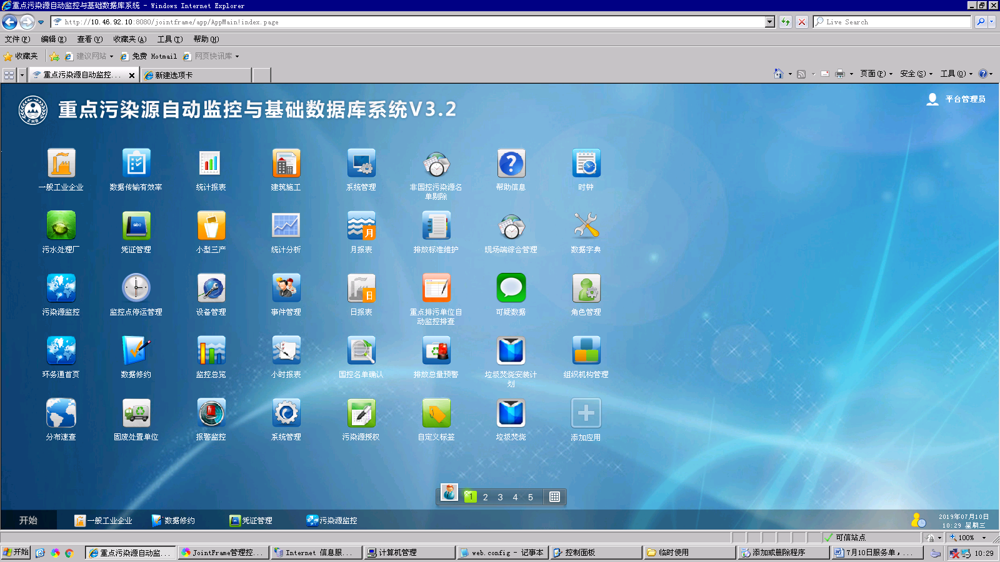 重点污染源自动监控与基础数据库系统 - Windows Internet Explorer
http://10.46.92.10:8080/jointframe/app/AppMain!index.page
Live Search
文件(F) 编辑(E) 查看(V) 收藏夹(A) 工具(T) 帮助(H)
收藏夹 建议网站 免费 Hotmail 网页快讯库
重点污染源自动监控... 新建选项卡 页面(P) 安全(S) 工具(O)
重点污染源自动监控与基础数据库系统V3.2
平台管理员
一般工业企业 数据传输有效率 统计报表 建筑施工 系统管理 非国控污染源名 帮助信息 时钟
单剔除
污水处理厂 凭证管理 小型三产 统计分析 月报表 排放标准维护 现场端综合管理 数据字典
污染源监控 监控点停运管理 设备管理 事件管理 日报表 重点排污单位自 可疑数据 角色管理
动监控排查
环务通首页 数据修约 监控总览 小时报表 国控名单确认 排放总量预警 垃圾焚烧安装计 组织机构管理
划
分布速查 固废处置单位 报警监控 系统管理 污染源授权 自定义标签 垃圾焚烧 添加应用
1 2 3 4 5
开始 一般工业企业 数据修约 凭证管理 污染源监控
2019年07月10日
10:29 星期三
可信站点 100%
开始 重点污染源自动监... JointFrame管理控... Internet 信息服... 计算机管理 web.config - 记事本 控制面板 临时使用 添加或删除程序 7月10日服务单，... 10:29